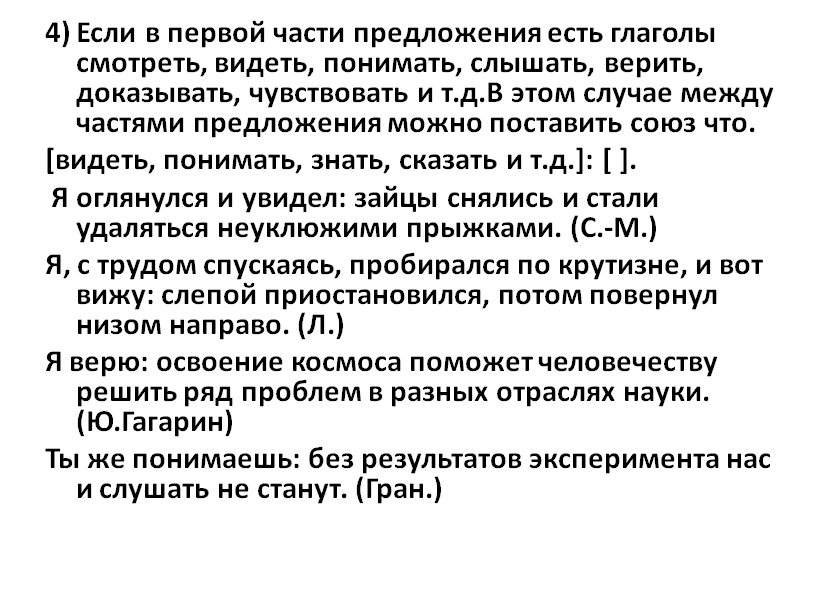 4) Если в первой части предложения есть глаголы
смотреть, видеть, понимать, слышать, верить,
доказывать, чувствовать и т.д.В этом случае между
частями предложения можно поставить союз что.
[видеть, понимать, знать, сказать и т.д.]: [ ].
Я оглянулся и увидел: зайцы снялись и стали
удаляться неуклюжими прыжками. (С.-М.)
Я, с трудом спускаясь, пробирался по крутизне, и вот
вижу: слепой приостановился, потом повернул
низом направо. (Л.)
Я верю: освоение космоса поможет человечеству
решить ряд проблем в разных отраслях науки.
(Ю.Гагарин)
Ты же понимаешь: без результатов эксперимента нас
и слушать не станут. (Гран.)